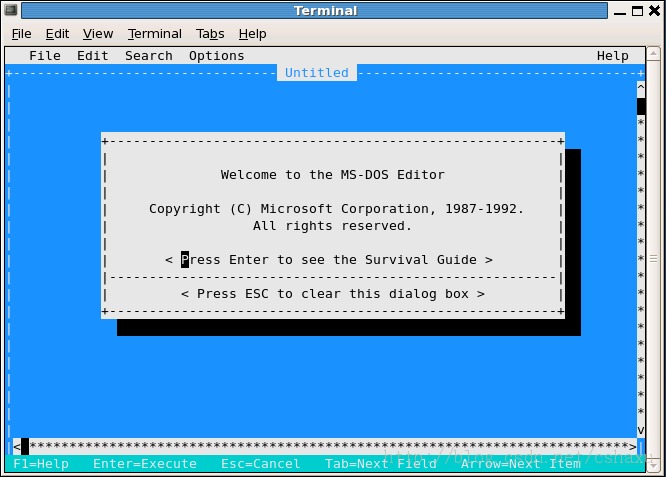 Terminal
File Edit View Terminal Tabs Help
File Edit Search Options Help
Untitled
Welcome to the MS-DOS Editor
Copyright (C) Microsoft Corporation, 1987-1992.
All rights reserved.
< Press Enter to see the Survival Guide >
< Press ESC to clear this dialog box >
F1=Help Enter=Execute Esc=Cancel Tab=Next Field Arrow=Next Item